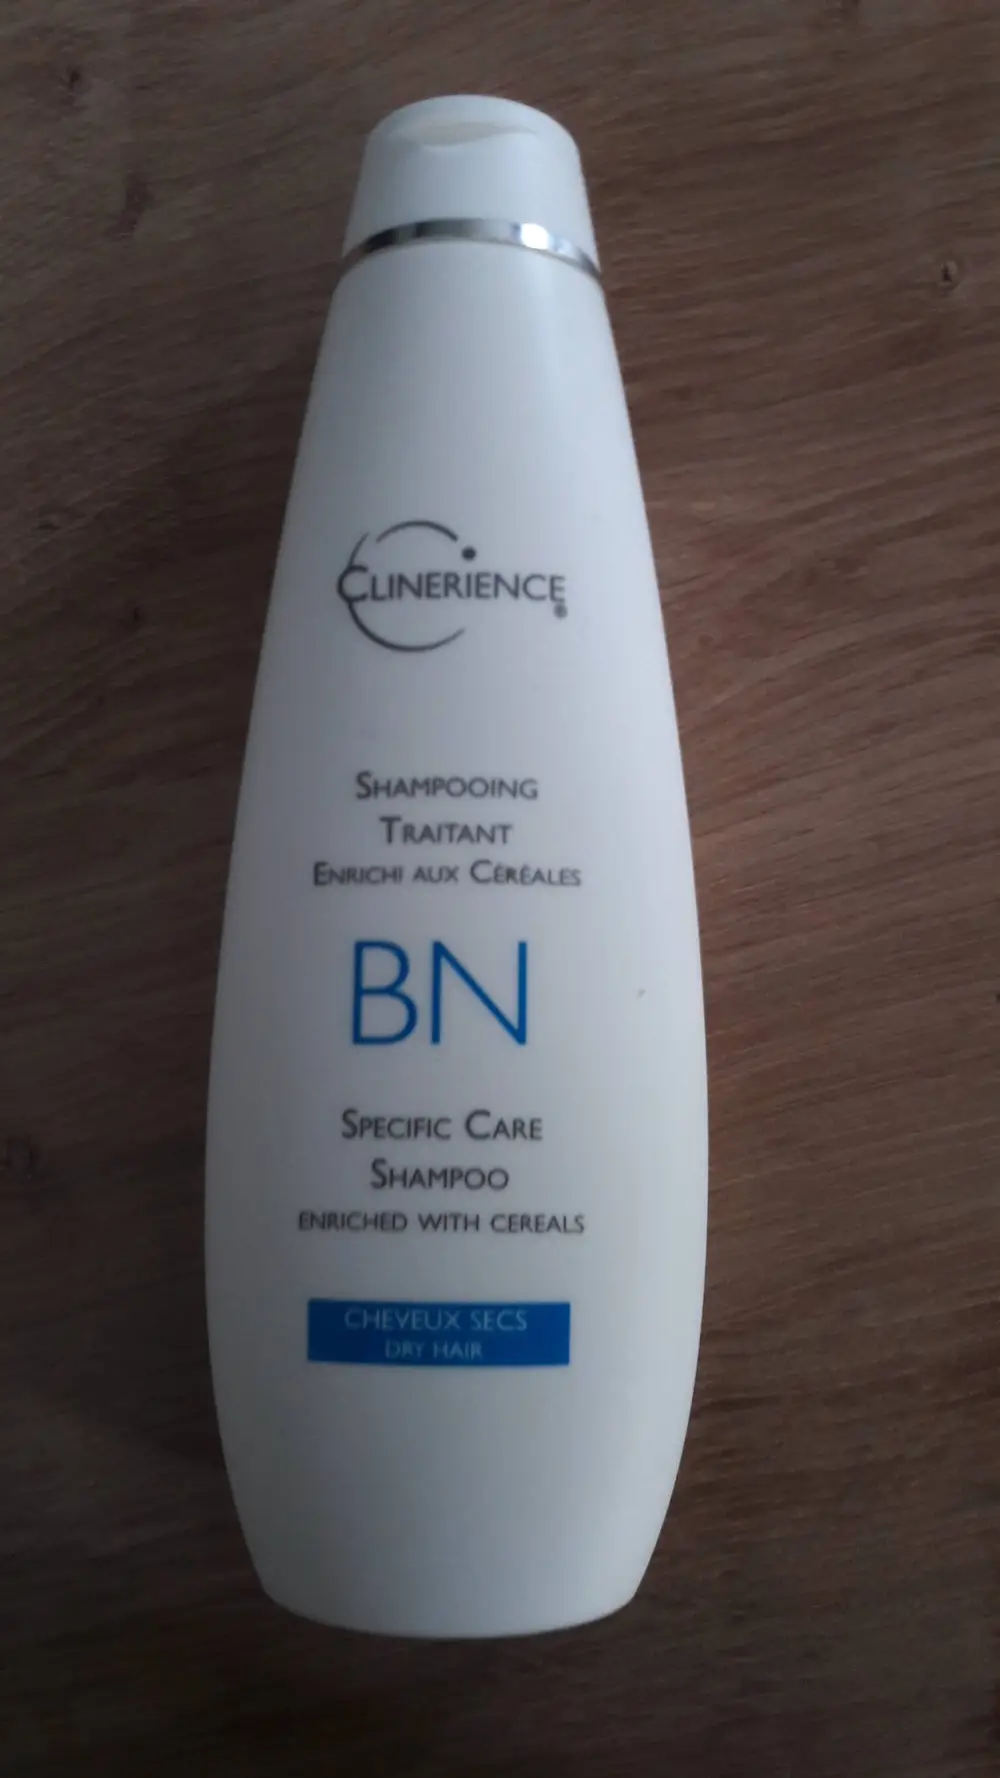 CLINERIENCE®
SHAMPOOING
TRAITANT
ENRICHI AUX CÉRÉALES
BN
SPECIFIC CARE
SHAMPOO
ENRICHED WITH CEREALS
CHEVEUX SECS
DRY HAIR